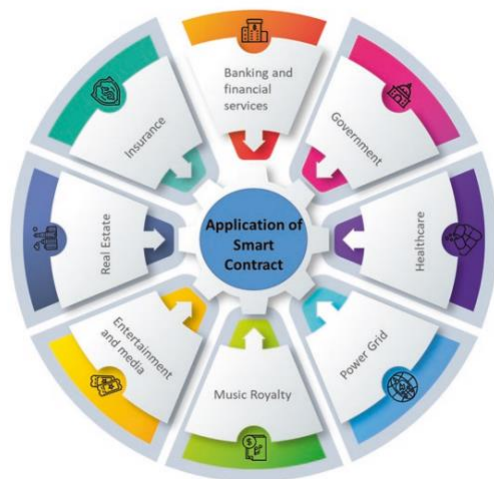 Application of
Smart
Contract
Banking and
financial
services
Government
Healthcare
Power Grid
Music Royalty
Entertainment
and media
Real Estate
Insurance